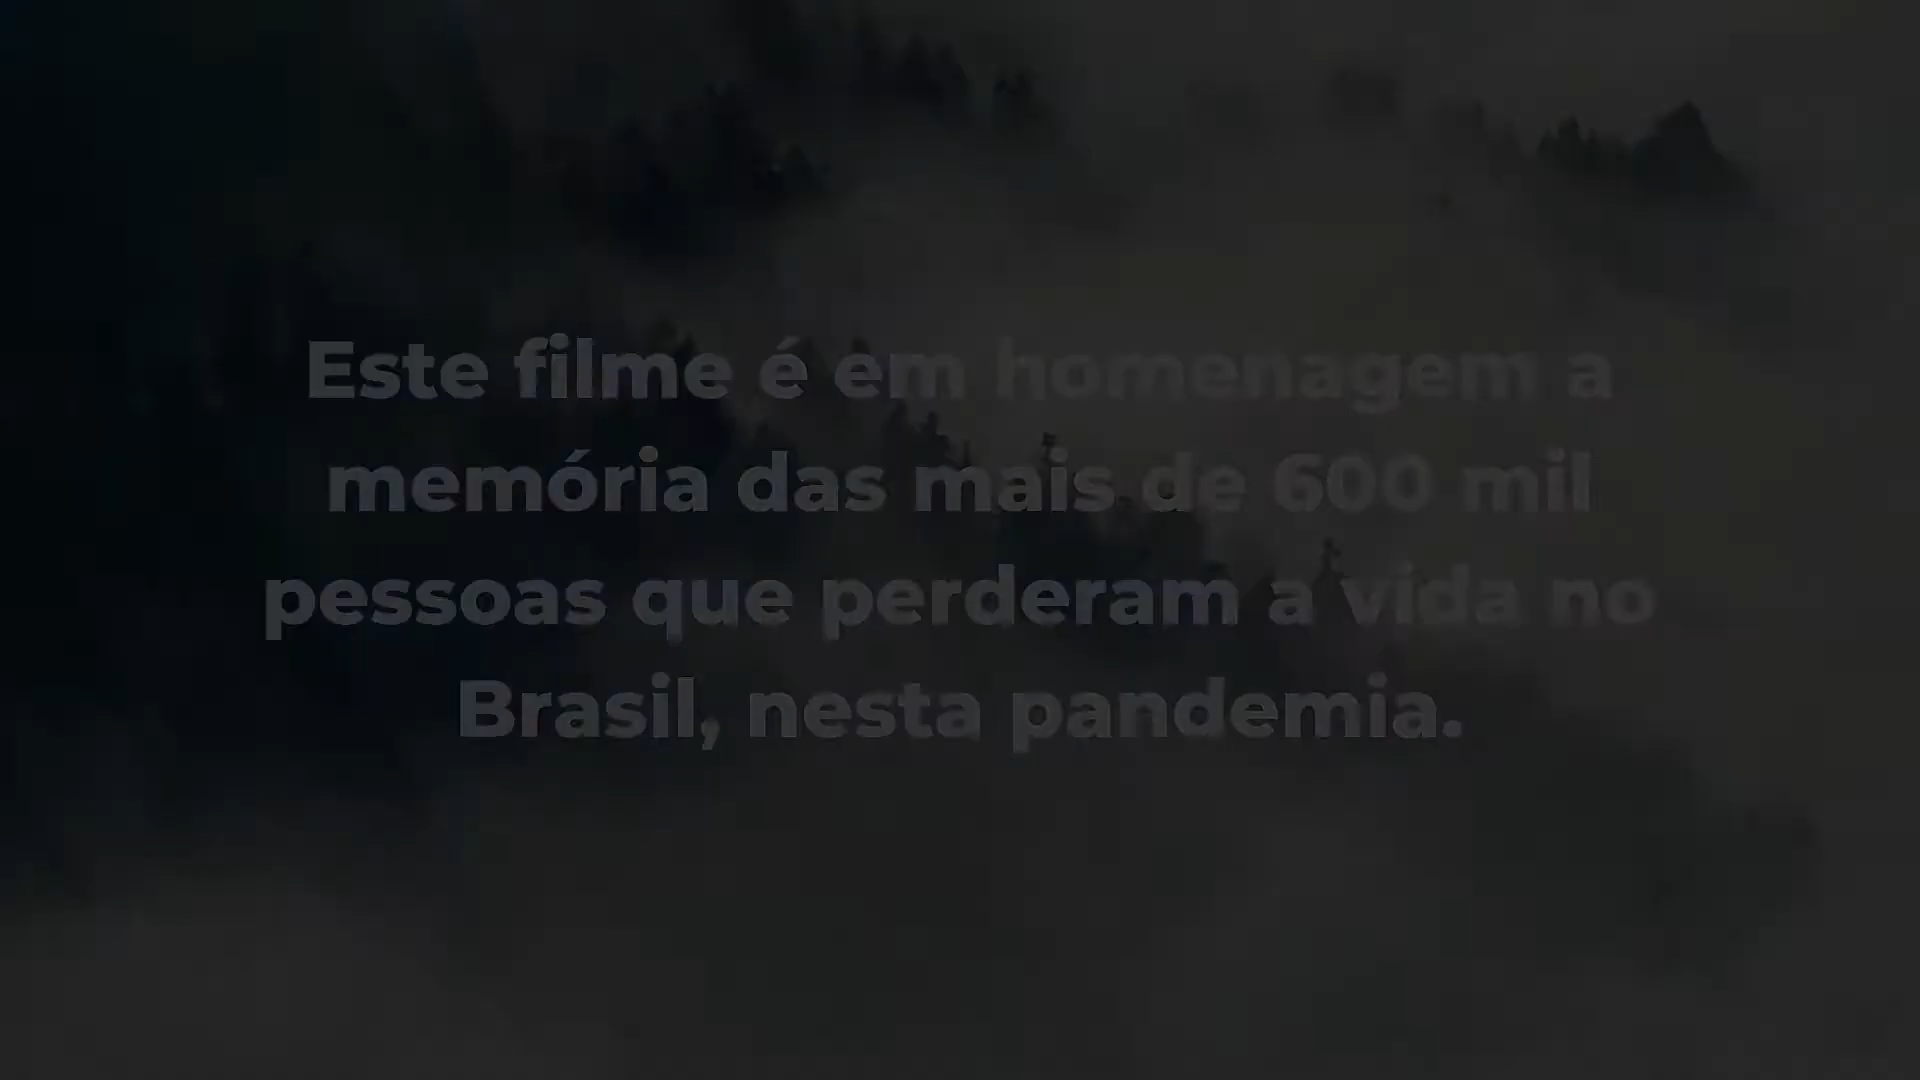 Este filme é em homenagem a
memória das mais de 600 mil
pessoas que perderam a vida no
Brasil, nesta pandemia.